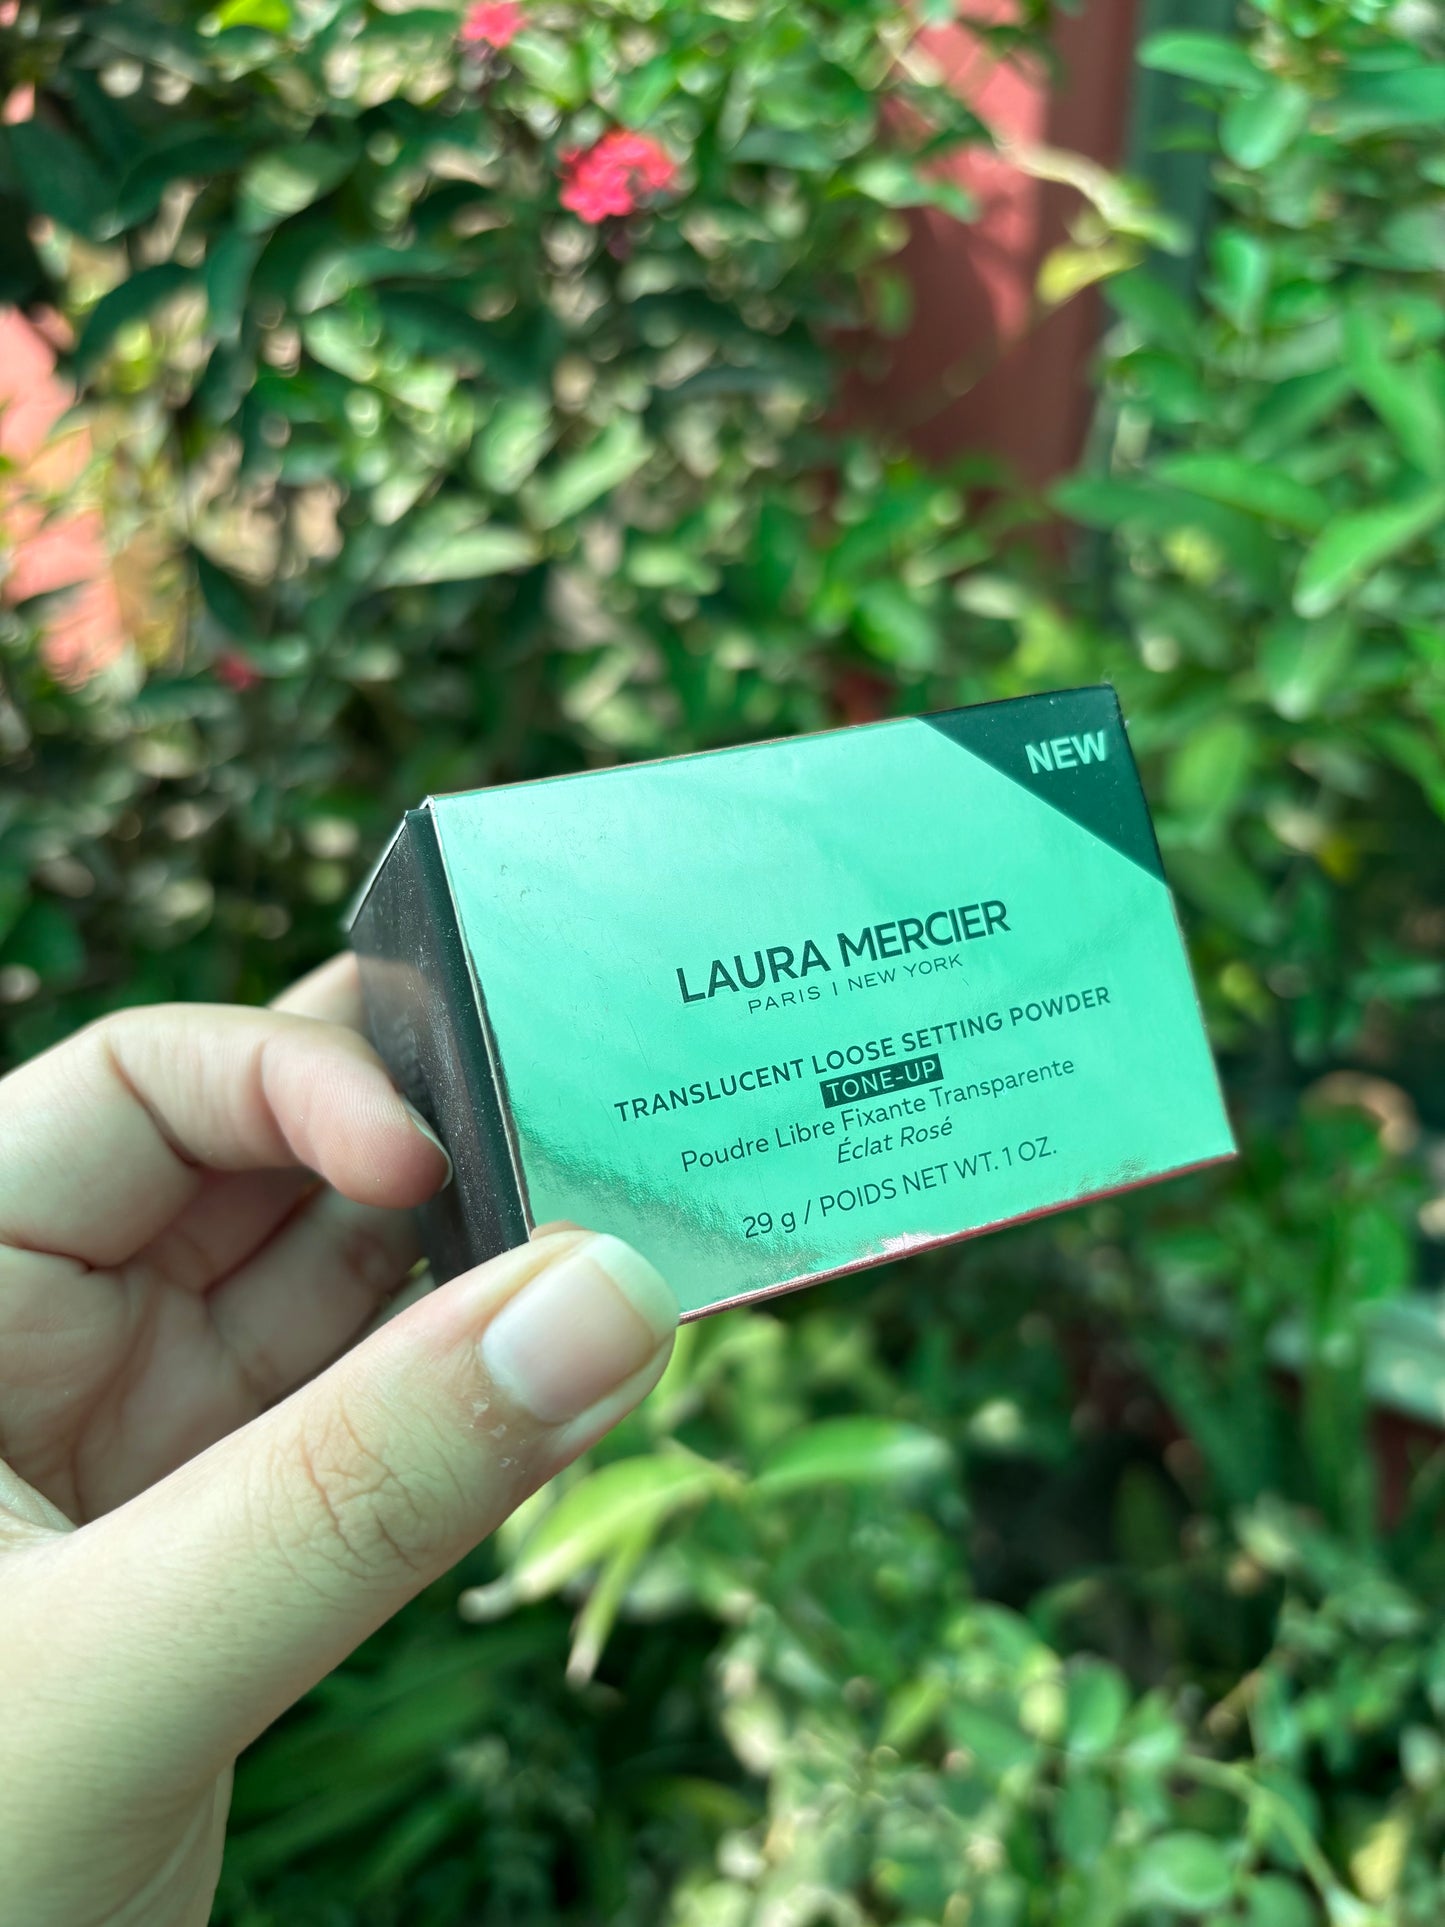 NEW
LAURA MERCIER
PARIS | NEW YORK
TRANSLUCENT LOOSE SETTING POWDER
TONE-UP
Poudre Libre Fixante Transparente
Éclat Rosé
29 g / POIDS NET WT. 1 OZ.